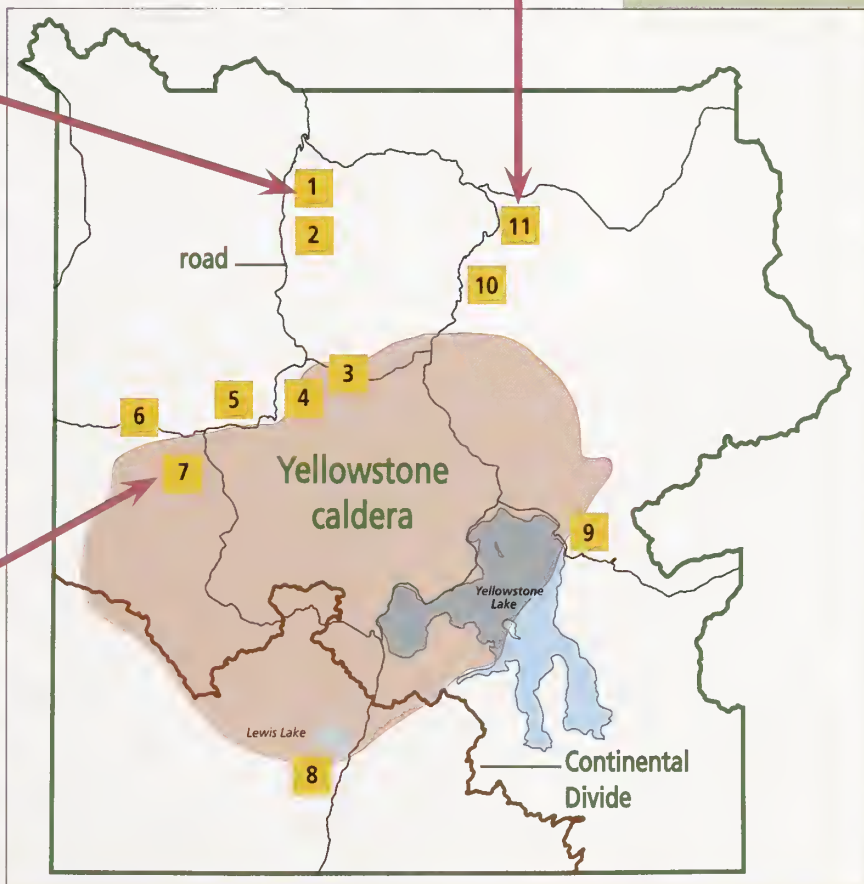 1
2
11
road
10
3
4
5
6
7
Yellowstone
caldera
9
Yellowstone
Lake
Lewis Lake
8
Continental
Divide